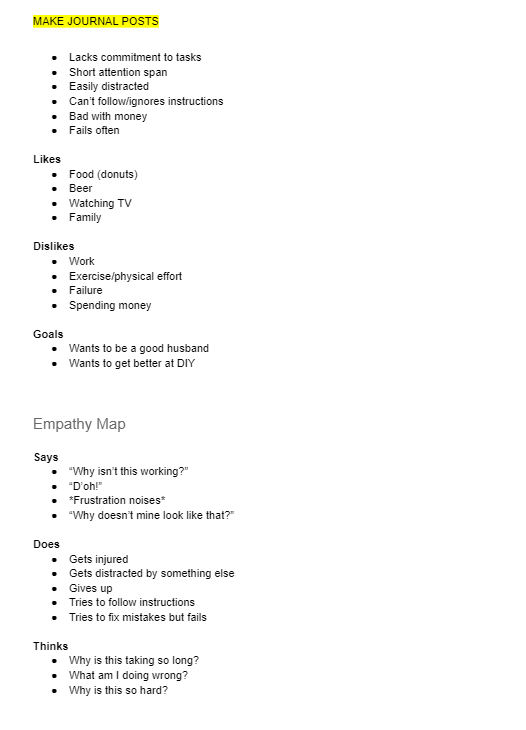 MAKE JOURNAL POSTS
● Lacks commitment to tasks
● Short attention span
● Easily distracted
● Can't follow/ignores instructions
● Bad with money
● Fails often
Likes
● Food (donuts)
● Beer
● Watching TV
● Family
Dislikes
● Work
● Exercise/physical effort
● Failure
● Spending money
Goals
● Wants to be a good husband
● Wants to get better at DIY
Empathy Map
Says
● “Why isn't this working?”
● “D'oh!”
● *Frustration noises*
● “Why doesn't mine look like that?”
Does
● Gets injured
● Gets distracted by something else
● Gives up
● Tries to follow instructions
● Tries to fix mistakes but fails
Thinks
● Why is this taking so long?
● What am I doing wrong?
● Why is this so hard?